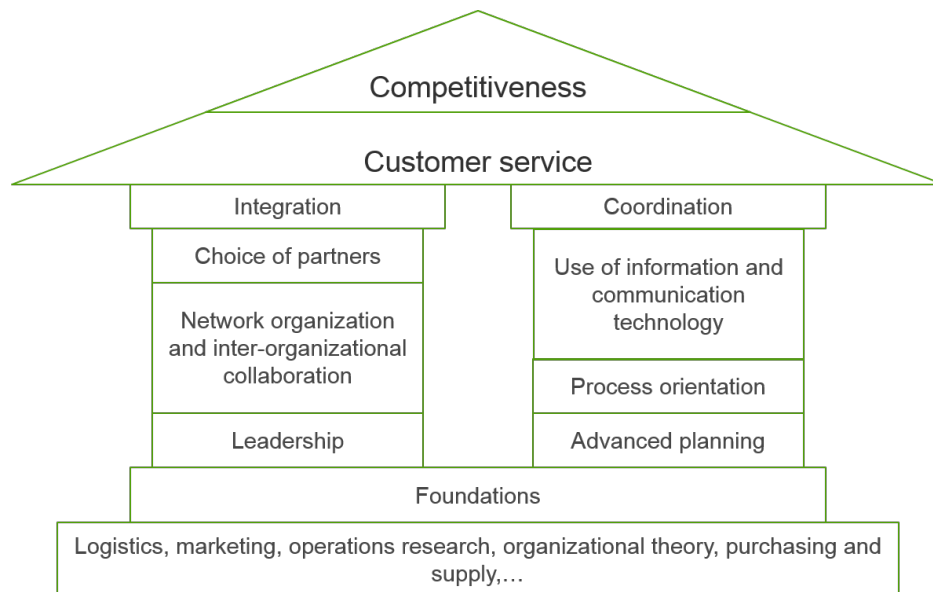 Competitiveness
Customer service
Integration
Choice of partners
Network organization
and inter-organizational
collaboration
Leadership
Coordination
Use of information and
communication
technology
Process orientation
Advanced planning
Foundations
Logistics, marketing, operations research, organizational theory, purchasing and
supply,…